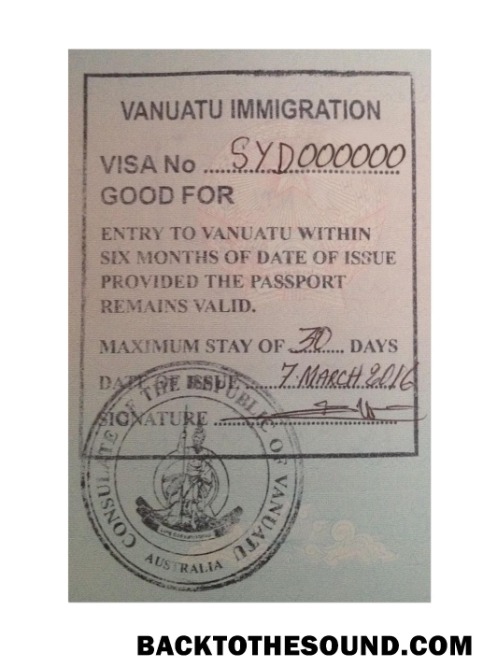 VANUATU IMMIGRATION
VISA No ....SYD000000
GOOD FOR
ENTRY TO VANUATU WITHIN
SIX MONTHS OF DATE OF ISSUE
PROVIDED THE PASSPORT
REMAINS VALID.
MAXIMUM STAY OF 30 DAYS
DATE OF ISSUE 7 MARCH 2016
SIGNATURE
CONSULATE OF THE REPUBLIC OF VANUATU
AUSTRALIA
BACKTOTHESOUND.COM